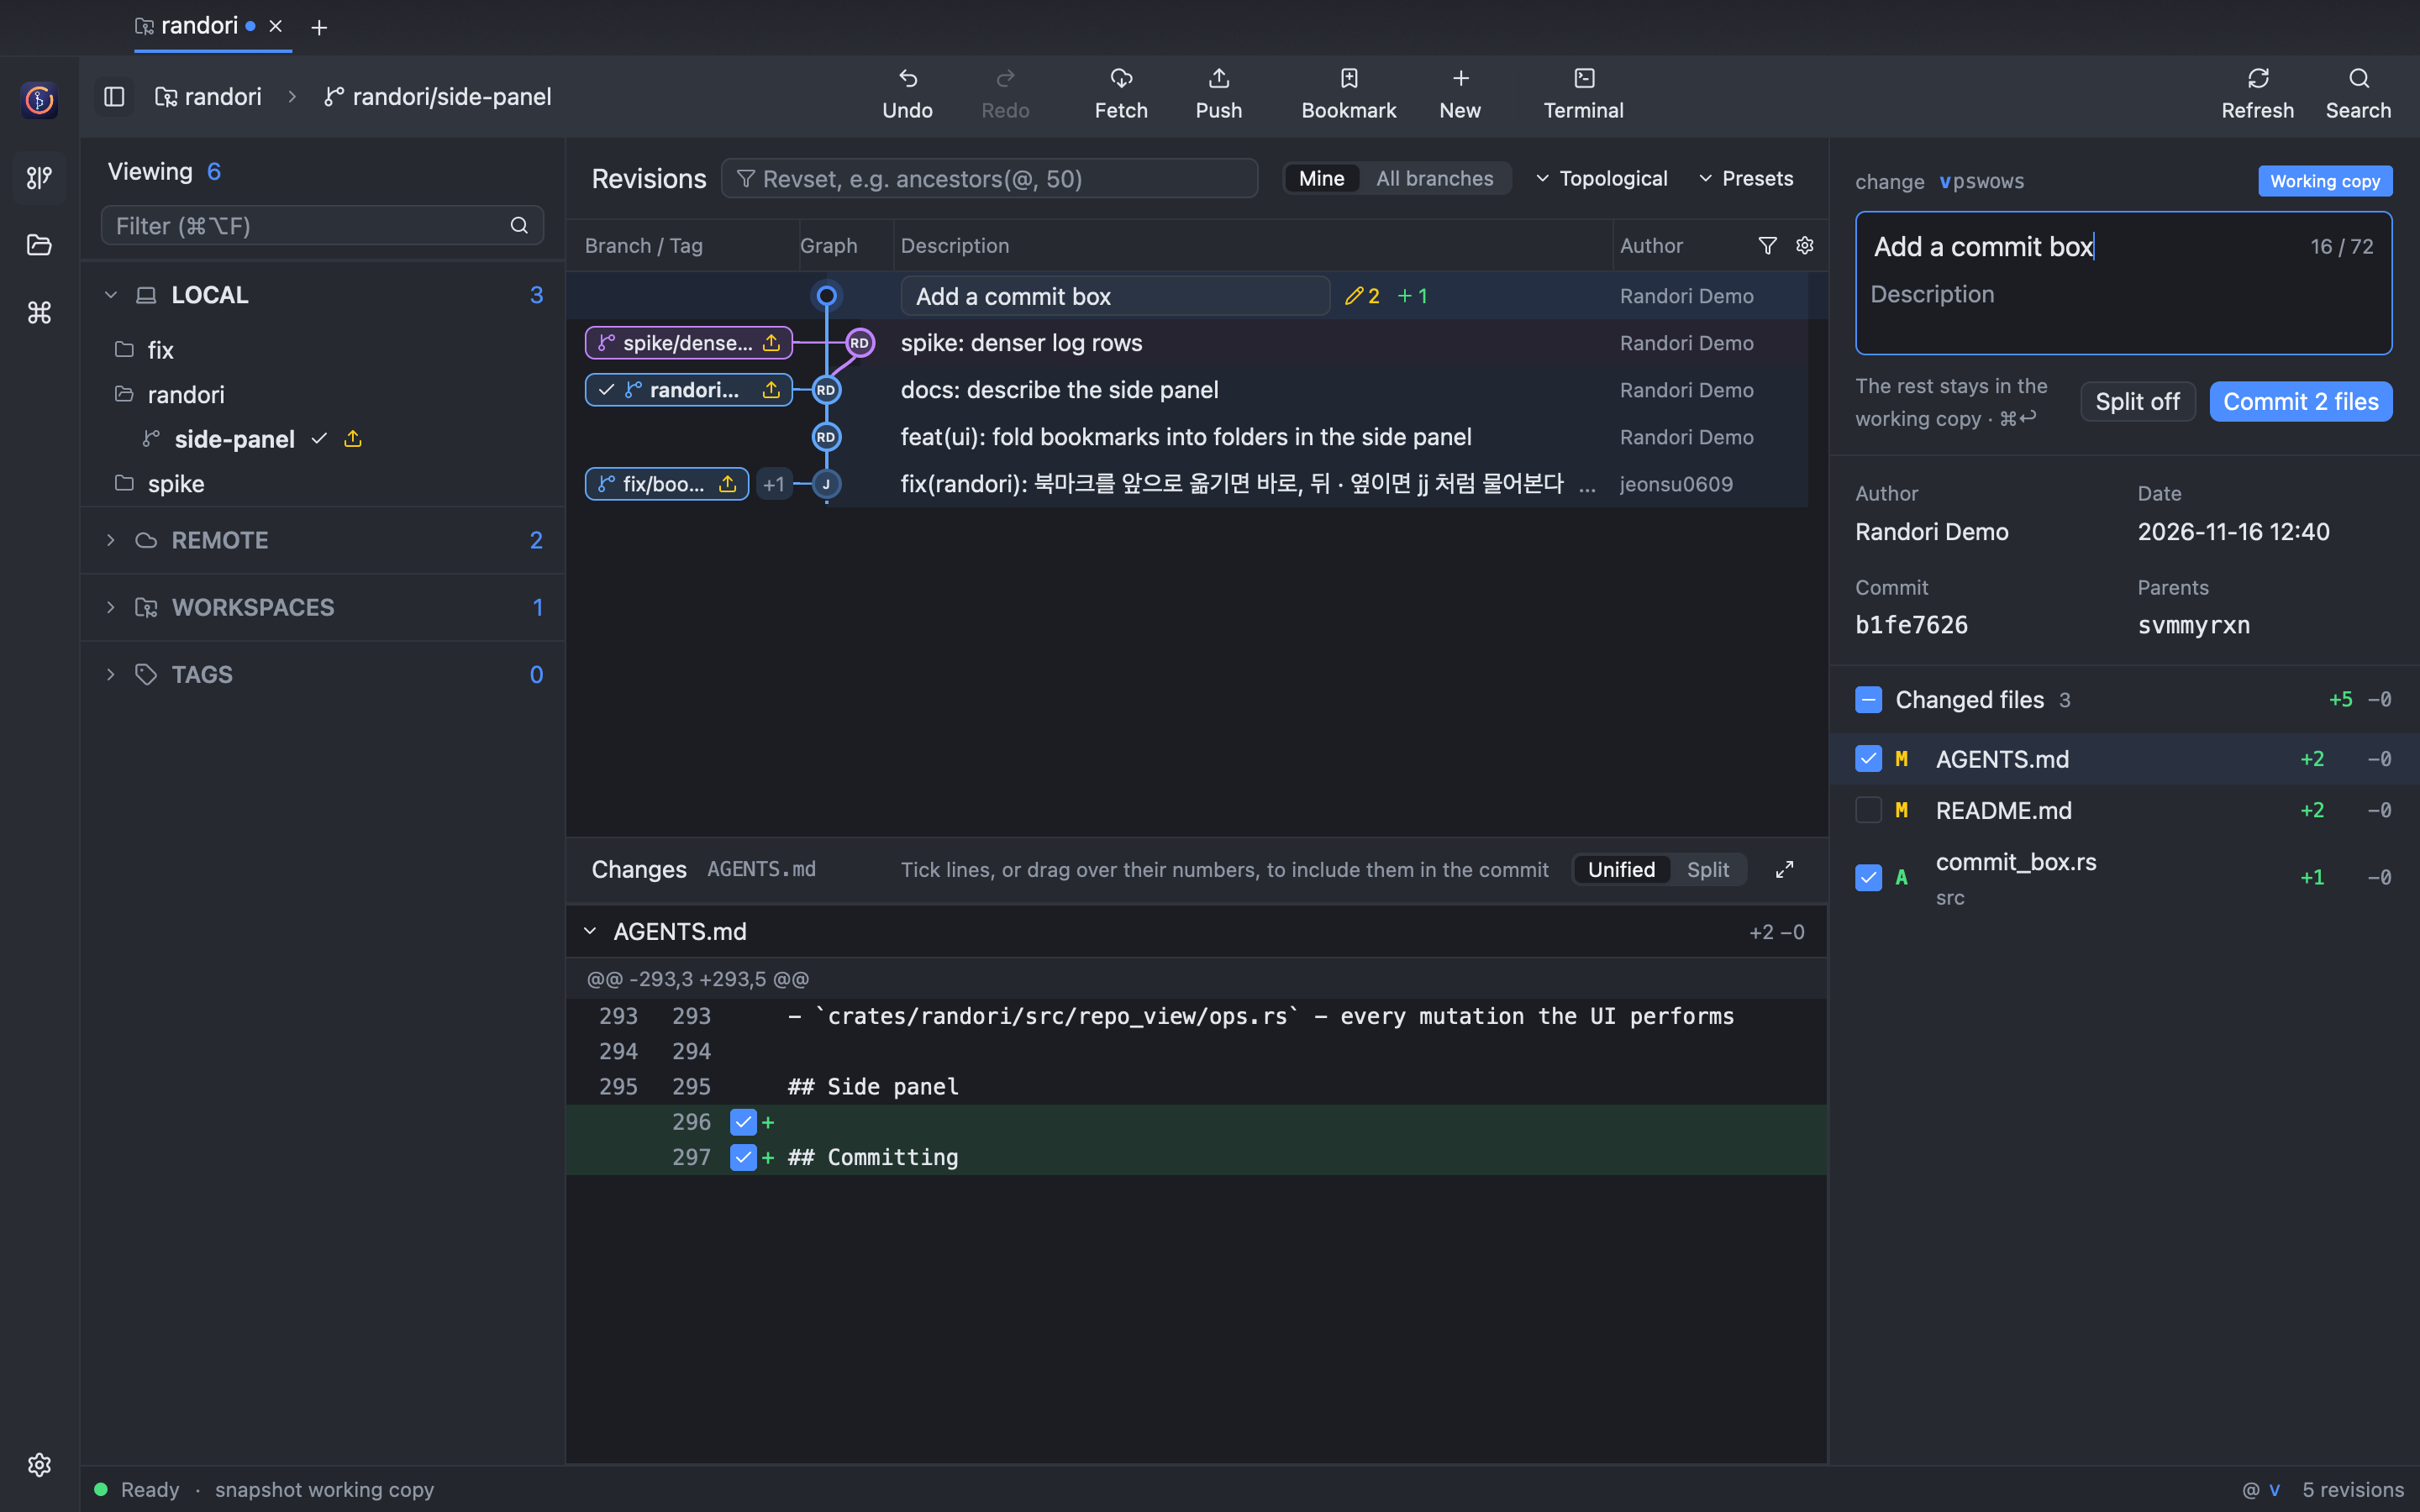 randori
randori > randori/side-panel
Undo
Redo
Fetch
Push
Bookmark
New
Terminal
Refresh
Search
Viewing 6
Filter (⌘⌥F)
LOCAL 3
fix
randori
side-panel
spike
REMOTE 2
WORKSPACES 1
TAGS 0
Revisions
Revset, e.g. ancestors(@, 50)
Mine All branches
Topological
Presets
Branch / Tag Graph Description Author
Add a commit box 2 +1 Randori Demo
spike/dense... RD spike: denser log rows Randori Demo
randori... RD docs: describe the side panel Randori Demo
RD feat(ui): fold bookmarks into folders in the side panel Randori Demo
fix/boo... +1 J fix(randori): 북마크를 앞으로 옮기면 바로, 뒤 · 옆이면 jj 처럼 물어본다 ... jeonsu0609
Changes AGENTS.md Tick lines, or drag over their numbers, to include them in the commit Unified Split
AGENTS.md +2 −0
@@ -293,3 +293,5 @@
293 293 - `crates/randori/src/repo_view/ops.rs` - every mutation the UI performs
294 294
295 295 ## Side panel
296 +
297 + ## Committing
change vpswows Working copy
Add a commit box 16 / 72
Description
The rest stays in the
working copy · ⌘↩
Split off
Commit 2 files
Author Date
Randori Demo 2026-11-16 12:40
Commit Parents
b1fe7626 svmmyrxn
Changed files 3 +5 −0
M AGENTS.md +2 −0
M README.md +2 −0
A commit_box.rs +1 −0
src
Ready · snapshot working copy
@ v 5 revisions